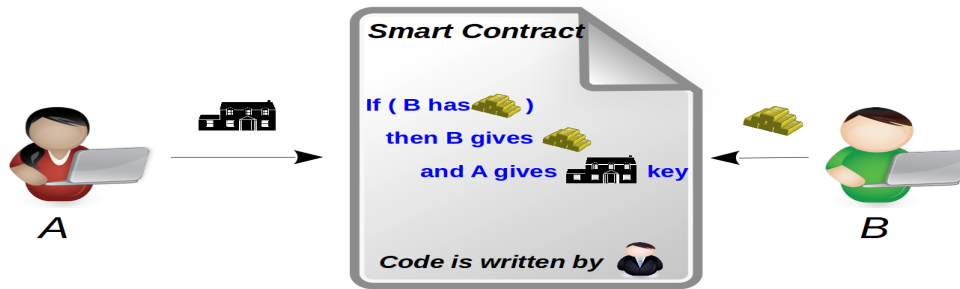 Smart Contract
If ( B has )
then B gives
and A gives key
Code is written by
A
B